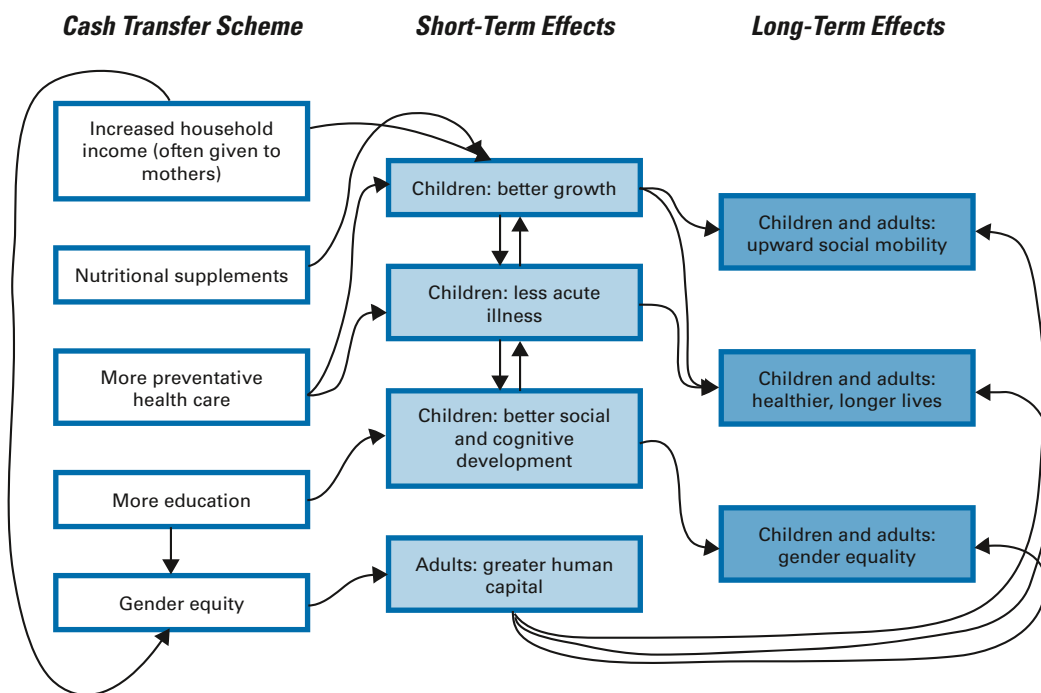 Cash Transfer Scheme
Short-Term Effects
Long-Term Effects
Increased household
income (often given to
mothers)
Nutritional supplements
More preventative
health care
More education
Gender equity
Children: better growth
Children: less acute
illness
Children: better social
and cognitive
development
Adults: greater human
capital
Children and adults:
upward social mobility
Children and adults:
healthier, longer lives
Children and adults:
gender equality